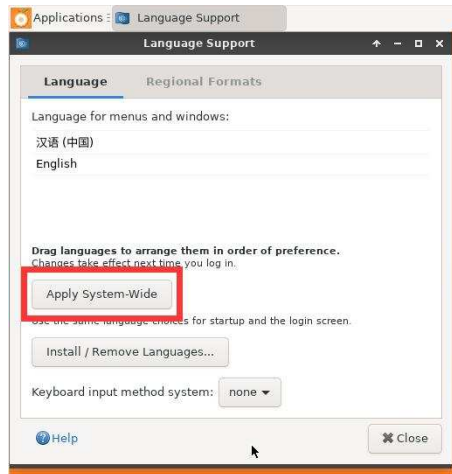 Applications
Language Support
Language Support
Language
Regional Formats
Language for menus and windows:
汉语 (中国)
English
Drag languages to arrange them in order of preference.
Changes take effect next time you log in.
Apply System-Wide
Use the same language choices for startup and the login screen.
Install / Remove Languages...
Keyboard input method system: none
Help
Close